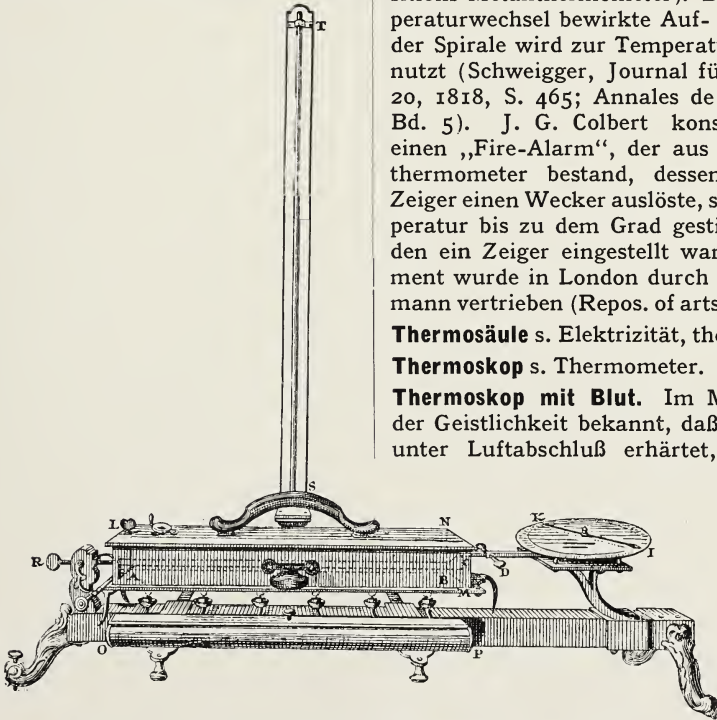 Metallthermometer).
peraturwechsel bewirkte Auf-
der Spirale wird zur Temperat
nutzt (Schweigger, Journal fü
20, 1818, S. 465; Annales de
Bd. 5). J. G. Colbert kons
einen „Fire-Alarm“, der aus
thermometer bestand, dessen
Zeiger einen Wecker auslöste, s
peratur bis zu dem Grad gesti
den ein Zeiger eingestellt war
ment wurde in London durch
mann vertrieben (Repos. of arts
Thermosäule s. Elektrizität, the
Thermoskop s. Thermometer.
Thermoskop mit Blut. Im M
der Geistlichkeit bekannt, daß
unter Luftabschluß erhärtet,
T
S
L N K
8 I
R A B D
M
O P